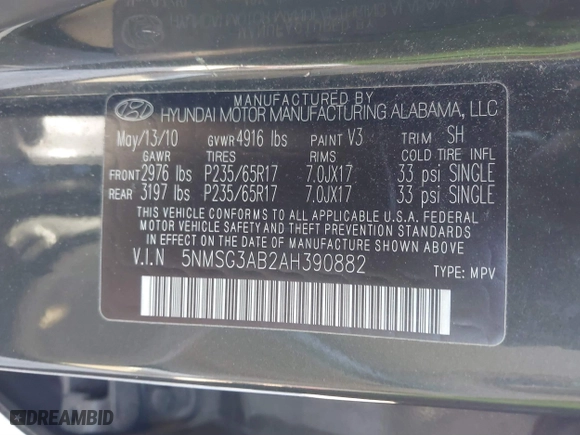 MANUFACTURED BY
HYUNDAI MOTOR MANUFACTURING ALABAMA, LLC
May/13/10 GVWR 4916 lbs PAINT V3 TRIM SH
GAWR TIRES RIMS COLD TIRE INFL
FRONT 2976 lbs P235/65R17 7.0JX17 33 psi SINGLE
REAR 3197 lbs P235/65R17 7.0JX17 33 psi SINGLE
THIS VEHICLE CONFORMS TO ALL APPLICABLE U.S.A. FEDERAL
MOTOR VEHICLE SAFETY AND THEFT PREVENTION STANDARDS
IN EFFECT ON THE DATE OF MANUFACTURE SHOWN ABOVE.
V.I.N 5NMSG3AB2AH390882 TYPE: MPV
DREAMBID